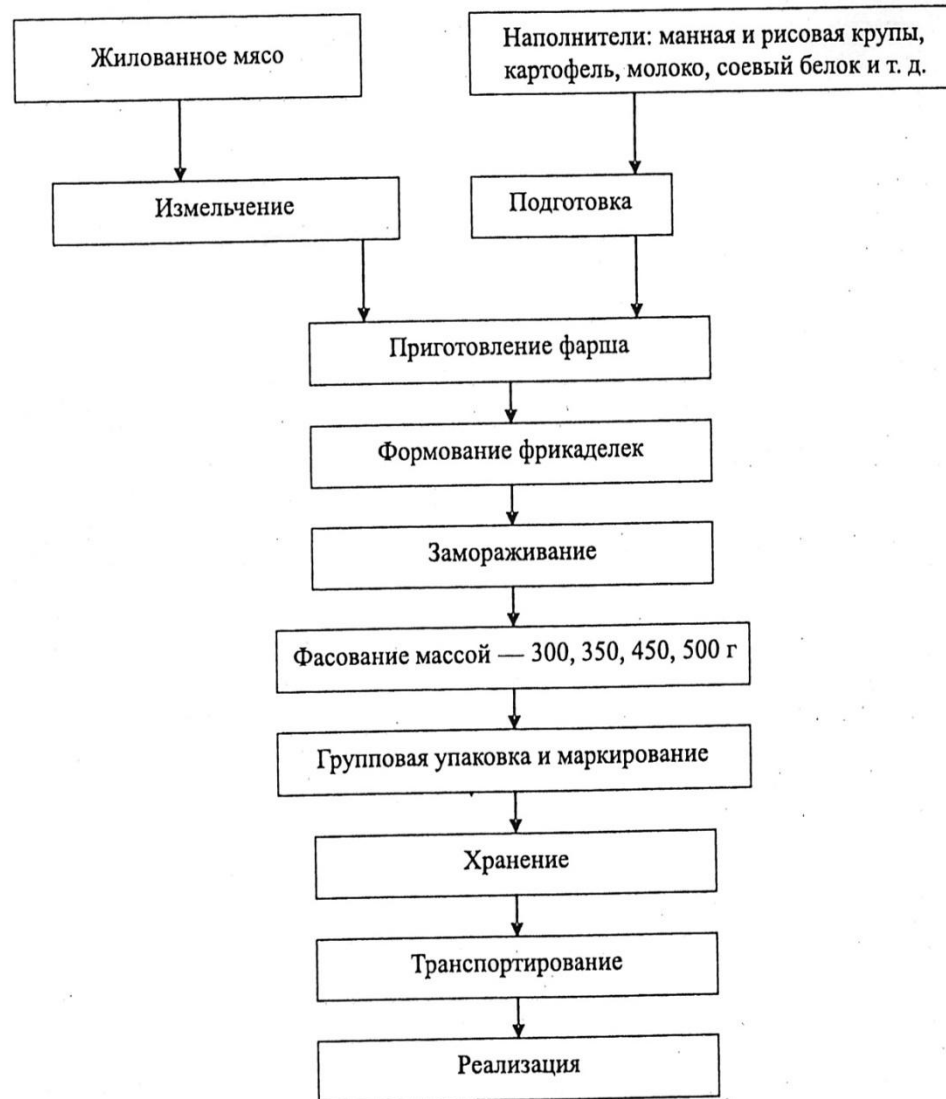 Жилованное мясо
Наполнители: манная и рисовая крупы,
картофель, молоко, соевый белок и т. д.
Измельчение
Подготовка
Приготовление фарша
Формование фрикаделек
Замораживание
Фасование массой — 300, 350, 450, 500 г
Групповая упаковка и маркирование
Хранение
Транспортирование
Реализация